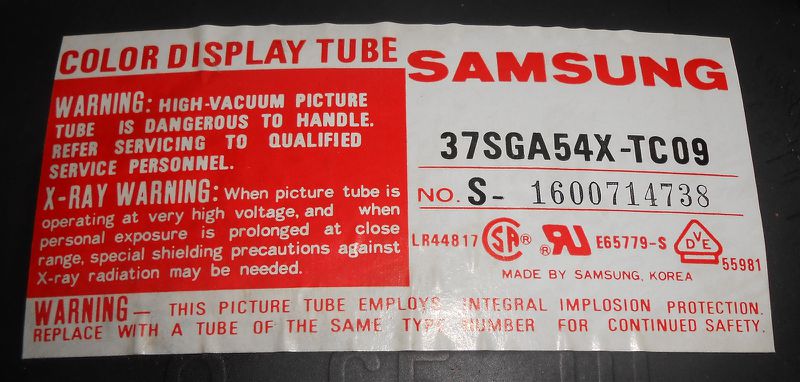 COLOR DISPLAY TUBE
WARNING: HIGH-VACUUM PICTURE
TUBE IS DANGEROUS TO HANDLE.
REFER SERVICING TO QUALIFIED
SERVICE PERSONNEL.
X-RAY WARNING: When picture tube is
operating at very high voltage, and when
personal exposure is prolonged at close
range, special shielding precautions against
X-ray radiation may be needed.
SAMSUNG
37SGA54X-TC09
NO. S- 1600714738
LR44817 SA® ®RU E65779-S DVE 55981
MADE BY SAMSUNG, KOREA
WARNING— THIS PICTURE TUBE EMPLOYS INTEGRAL IMPLOSION PROTECTION.
REPLACE WITH A TUBE OF THE SAME TYPE NUMBER FOR CONTINUED SAFETY.